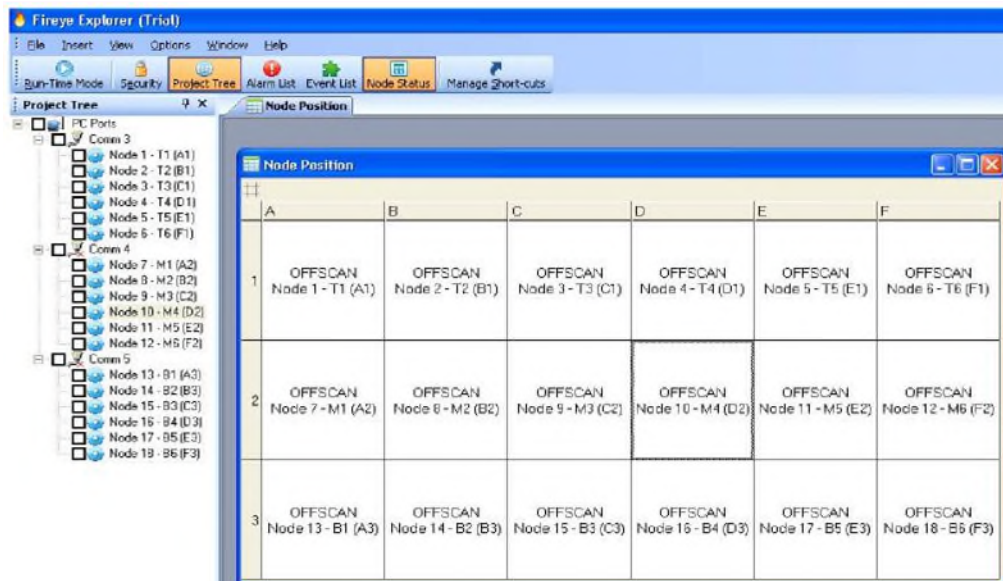 Fireye Explorer (Trial)
File Insert View Options Window Help
Run-Time Mode Security Project Tree Alarm List Event List Node Status Manage Short-cuts
Project Tree
Node Position
PC Ports
Comm 3
Node 1 - T1 (A1)
Node 2 - T2 (B1)
Node 3 - T3 (C1)
Node 4 - T4 (D1)
Node 5 - T5 (E1)
Node 6 - T6 (F1)
Comm 4
Node 7 - M1 (A2)
Node 8 - M2 (B2)
Node 9 - M3 (C2)
Node 10 - M4 (D2)
Node 11 - M5 (E2)
Node 12 - M6 (F2)
Comm 5
Node 13 - B1 (A3)
Node 14 - B2 (B3)
Node 15 - B3 (C3)
Node 16 - B4 (D3)
Node 17 - B5 (E3)
Node 18 - B6 (F3)
Node Position
A B C D E F
1
OFFSCAN OFFSCAN OFFSCAN OFFSCAN OFFSCAN OFFSCAN
Node 1 - T1 (A1) Node 2 - T2 (B1) Node 3 - T3 (C1) Node 4 - T4 (D1) Node 5 - T5 (E1) Node 6 - T6 (F1)
2
OFFSCAN OFFSCAN OFFSCAN OFFSCAN OFFSCAN OFFSCAN
Node 7 - M1 (A2) Node 8 - M2 (B2) Node 9 - M3 (C2) Node 10 - M4 (D2) Node 11 - M5 (E2) Node 12 - M6 (F2)
3
OFFSCAN OFFSCAN OFFSCAN OFFSCAN OFFSCAN OFFSCAN
Node 13 - B1 (A3) Node 14 - B2 (B3) Node 15 - B3 (C3) Node 16 - B4 (D3) Node 17 - B5 (E3) Node 18 - B6 (F3)